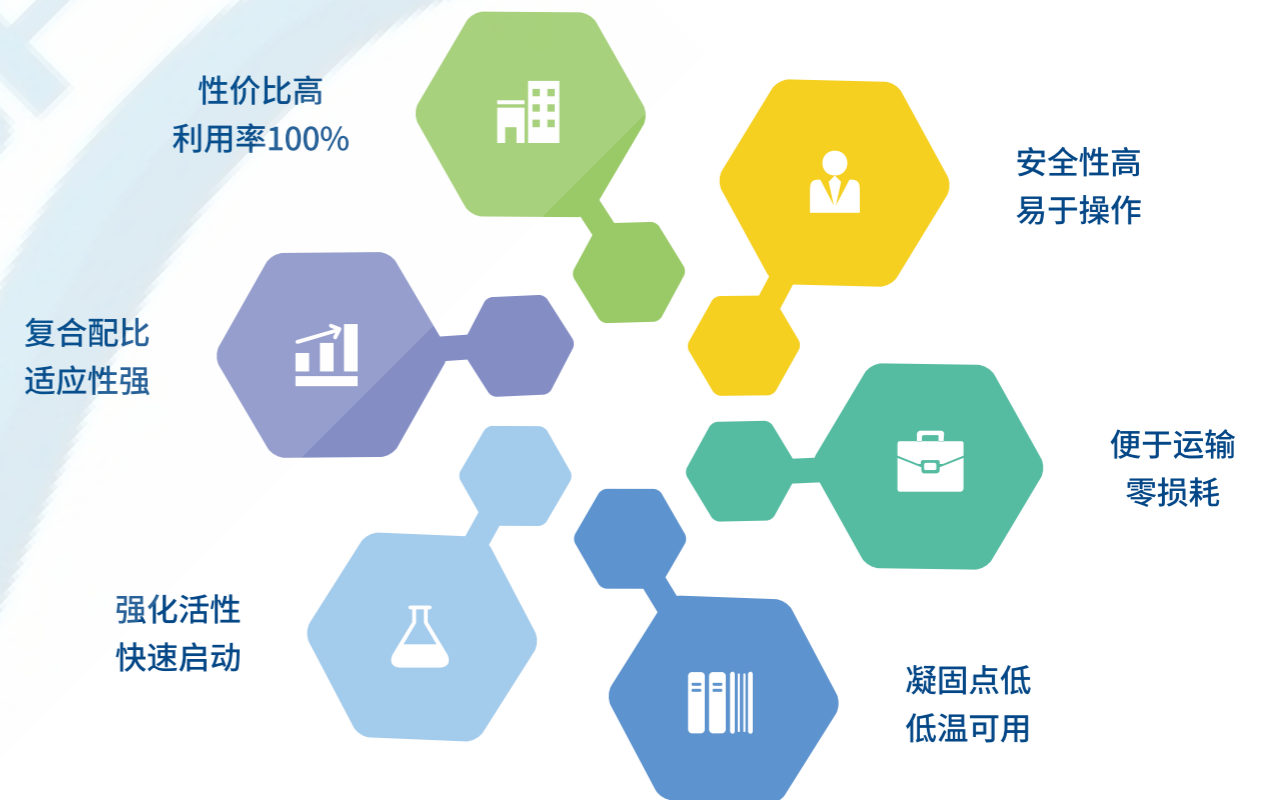 性价比高
利用率100%
安全性高
易于操作
复合配比
适应性强
便于运输
零损耗
强化活性
快速启动
凝固点低
低温可用